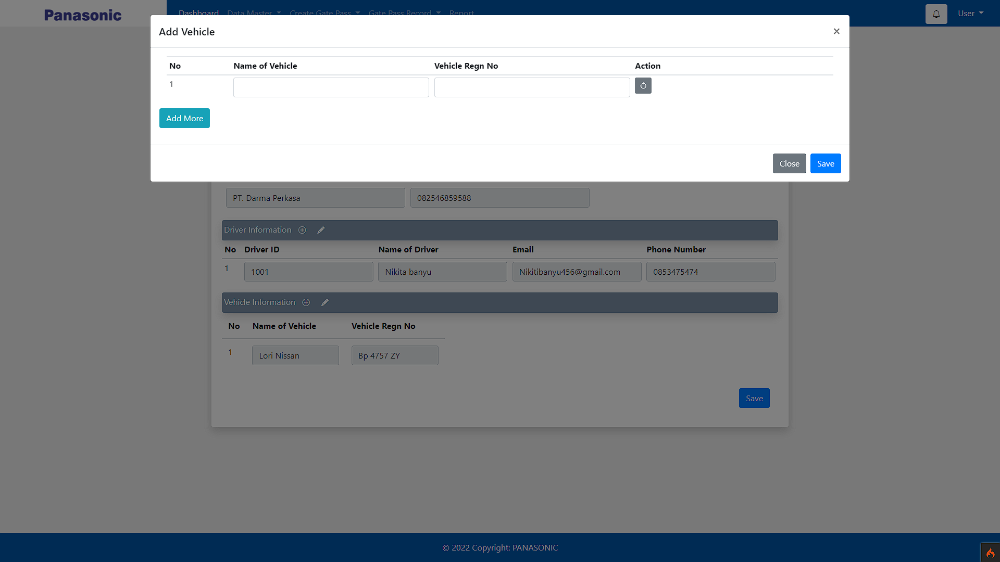 Panasonic
Dashboard Data Master Create Gate Pass Gate Pass Record Report User
Add Vehicle ×
No Name of Vehicle Vehicle Regn No Action
1
Add More
Close Save
PT. Darma Perkasa 082546859588
Driver Information
No Driver ID Name of Driver Email Phone Number
1 1001 Nikita banyu Nikitibanyu456@gmail.com 0853475474
Vehicle Information
No Name of Vehicle Vehicle Regn No
1 Lori Nissan Bp 4757 ZY
Save
© 2022 Copyright: PANASONIC